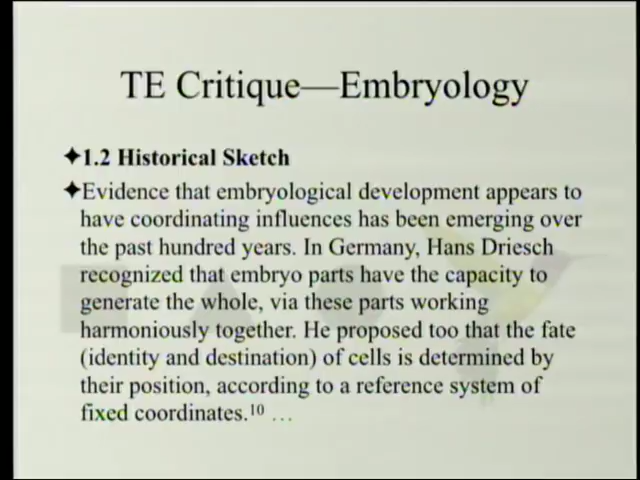 TE Critique—Embryology
✦1.2 Historical Sketch
✦Evidence that embryological development appears to
have coordinating influences has been emerging over
the past hundred years. In Germany, Hans Driesch
recognized that embryo parts have the capacity to
generate the whole, via these parts working
harmoniously together. He proposed too that the fate
(identity and destination) of cells is determined by
their position, according to a reference system of
fixed coordinates.¹⁰ …